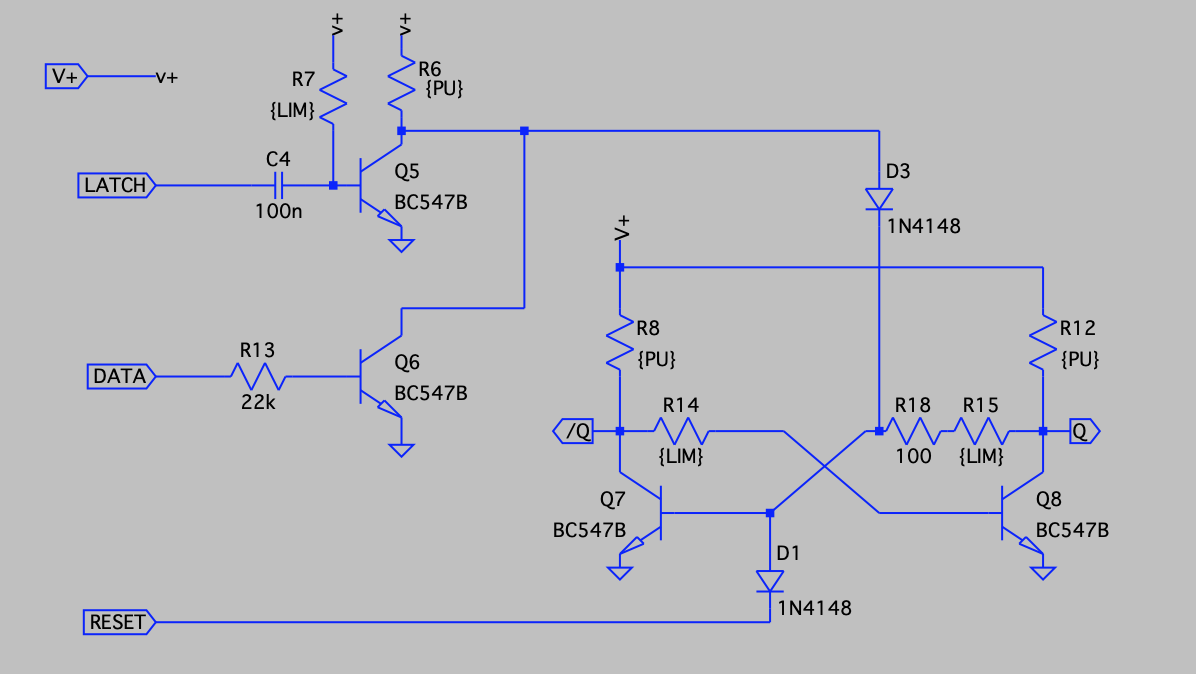 v+
v+
V+
v+
R7
{LIM}
R6
{PU}
C4
LATCH
100n
Q5
BC547B
D3
1N4148
V+
R13
DATA
22k
Q6
BC547B
R8
{PU}
R12
{PU}
/Q
R14
{LIM}
R18
100
R15
{LIM}
Q
Q7
BC547B
Q8
BC547B
D1
1N4148
RESET